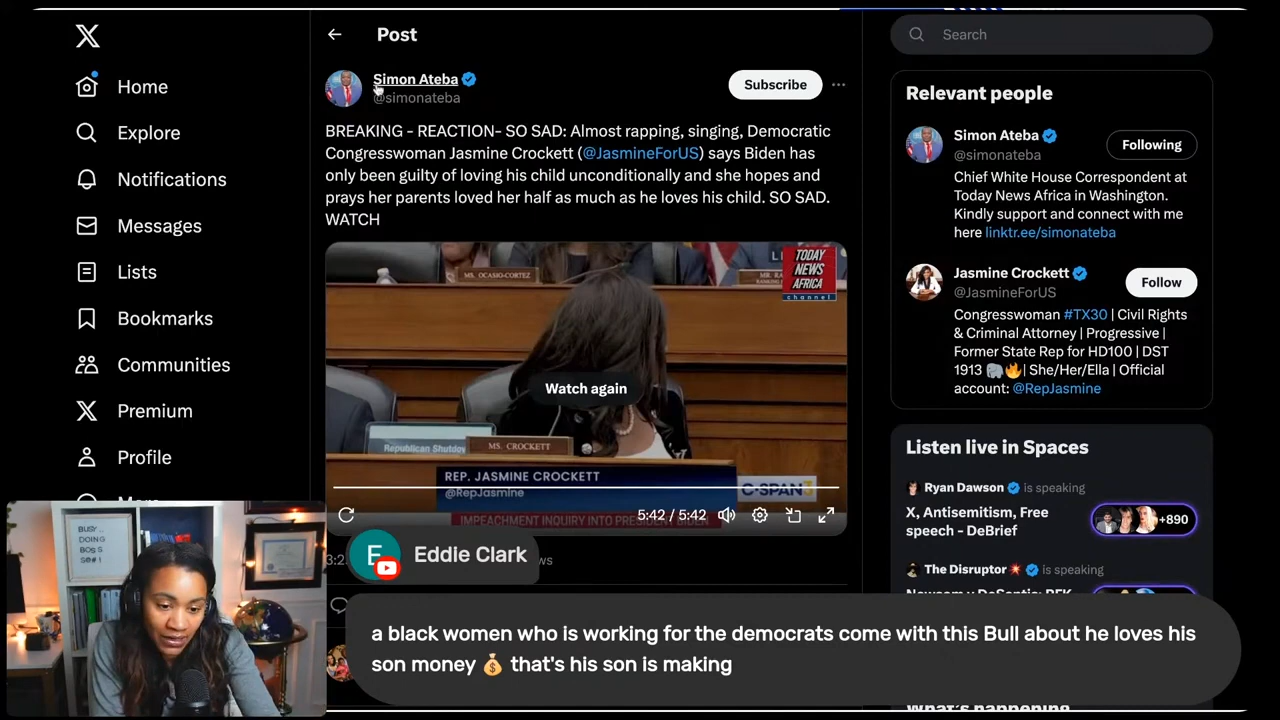 Post
Search
Home
Explore
Notifications
Messages
Lists
Bookmarks
Communities
Premium
Profile
Simon Ateba
@simonateba
Subscribe
BREAKING - REACTION- SO SAD: Almost rapping, singing, Democratic
Congresswoman Jasmine Crockett (@JasmineForUS) says Biden has
only been guilty of loving his child unconditionally and she hopes and
prays her parents loved her half as much as he loves his child. SO SAD.
WATCH
MS. OCASIO-CORTEZ
TODAY
NEWS
AFRICA
channel
Watch again
Republican Shutdow
MS. CROCKETT
REP. JASMINE CROCKETT
@RepJasmine
C-SPAN3
IMPEACHMENT INQUIRY INTO PRESIDENT BIDEN
5:42 / 5:42
Relevant people
Simon Ateba
@simonateba
Following
Chief White House Correspondent at
Today News Africa in Washington.
Kindly support and connect with me
here linktr.ee/simonateba
Jasmine Crockett
@JasmineForUS
Follow
Congresswoman #TX30 | Civil Rights
& Criminal Attorney | Progressive |
Former State Rep for HD100 | DST
1913 🐘🔥| She/Her/Ella | Official
account: @RepJasmine
Listen live in Spaces
Ryan Dawson is speaking
X, Antisemitism, Free
speech - DeBrief
+890
The Disruptor is speaking
What's happening
BUSY
DOING
BOSS
SH#!
E
Eddie Clark
a black women who is working for the democrats come with this Bull about he loves his
son money 💰 that's his son is making